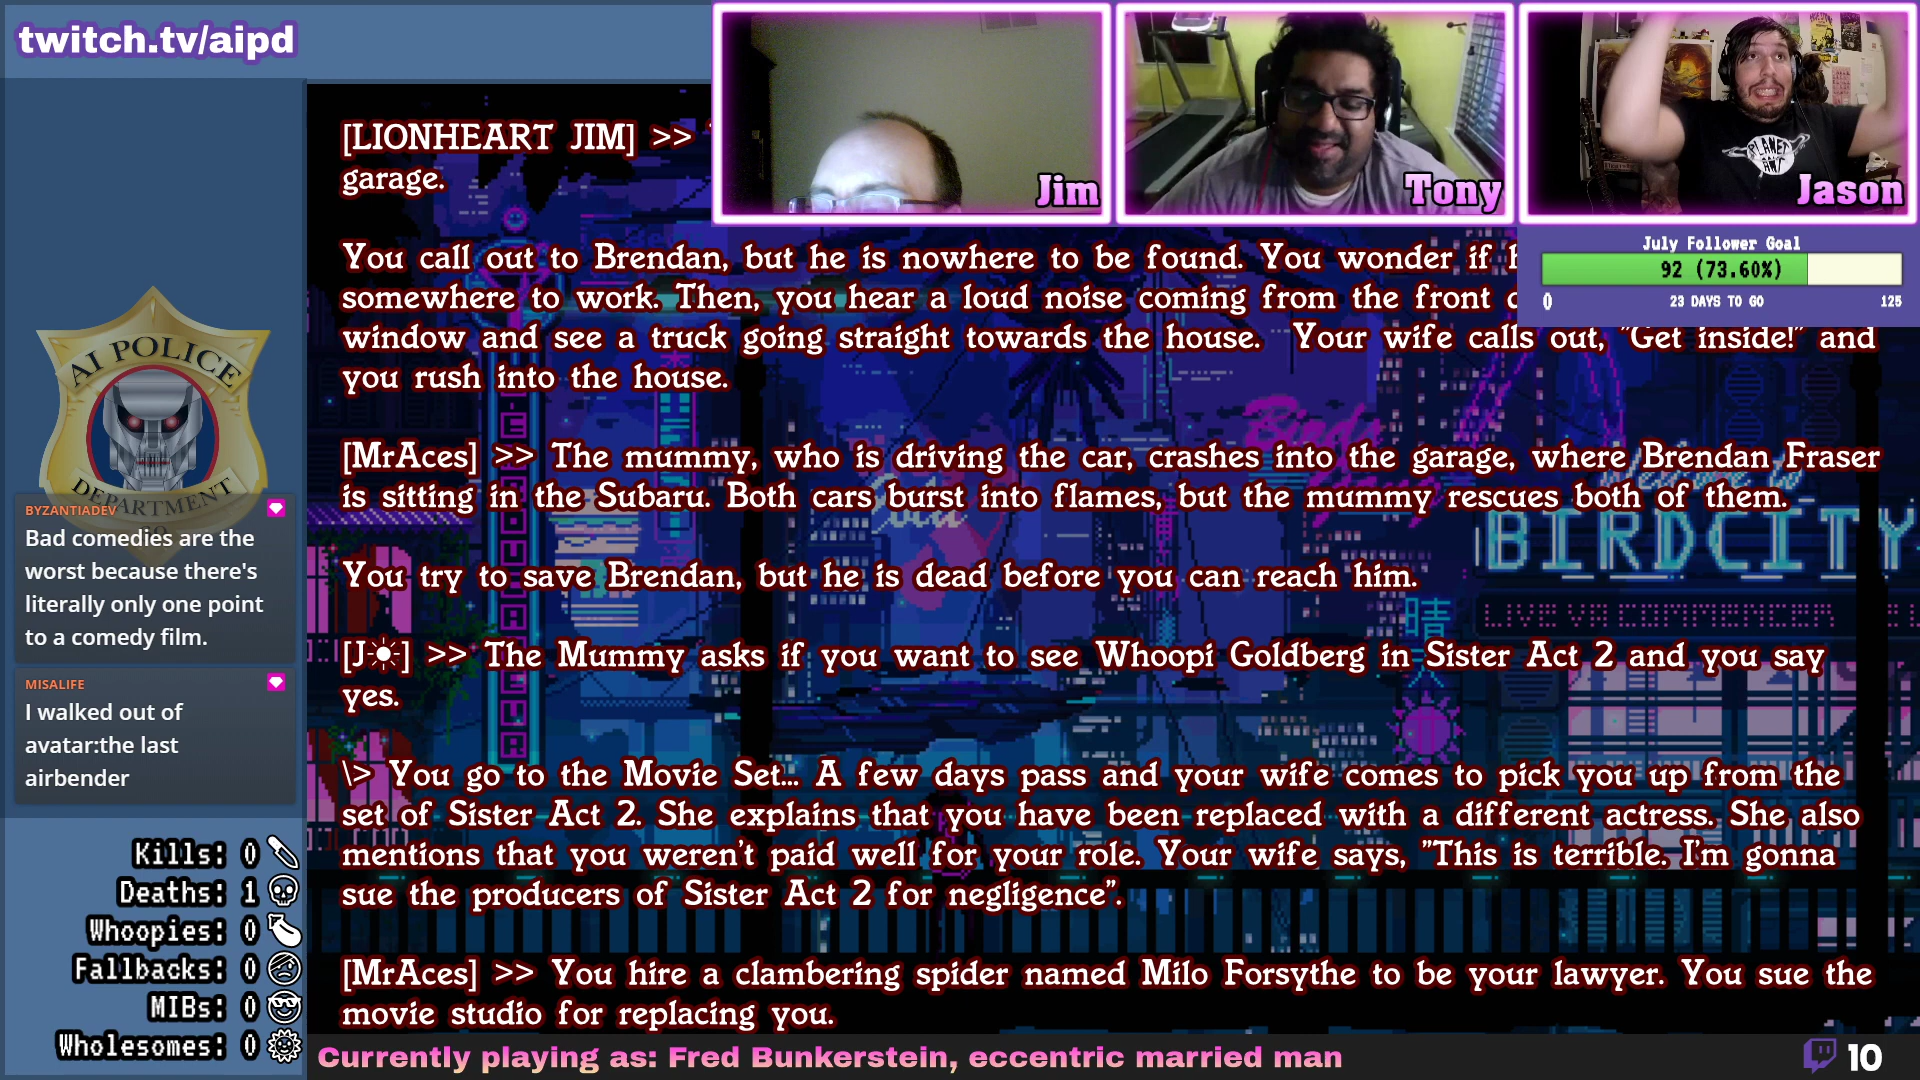 twitch.tv/aipd
Jim
Tony
Jason
July Follower Goal
92 (73.60%)
0
23 DAYS TO GO
125
[LIONHEART JIM] >>
garage.
You call out to Brendan, but he is nowhere to be found. You wonder if
somewhere to work. Then, you hear a loud noise coming from the front
window and see a truck going straight towards the house. Your wife calls out, "Get inside!" and
you rush into the house.
[MrAces] >> The mummy, who is driving the car, crashes into the garage, where Brendan Fraser
is sitting in the Subaru. Both cars burst into flames, but the mummy rescues both of them.
You try to save Brendan, but he is dead before you can reach him.
[J☀] >> The Mummy asks if you want to see Whoopi Goldberg in Sister Act 2 and you say
yes.
\> You go to the Movie Set... A few days pass and your wife comes to pick you up from the
set of Sister Act 2. She explains that you have been replaced with a different actress. She also
mentions that you weren't paid well for your role. Your wife says, "This is terrible. I'm gonna
sue the producers of Sister Act 2 for negligence".
[MrAces] >> You hire a clambering spider named Milo Forsythe to be your lawyer. You sue the
movie studio for replacing you.
AI POLICE
DEPARTMENT
BYZANTIADEV
Bad comedies are the
worst because there's
literally only one point
to a comedy film.
MISALIFE
I walked out of
avatar:the last
airbender
Kills: 0
Deaths: 1
Whoopies: 0
Fallbacks: 0
MIBs: 0
Wholesomes: 0
PLANET
ANT
BIRDCITY
晴
Currently playing as: Fred Bunkerstein, eccentric married man
10